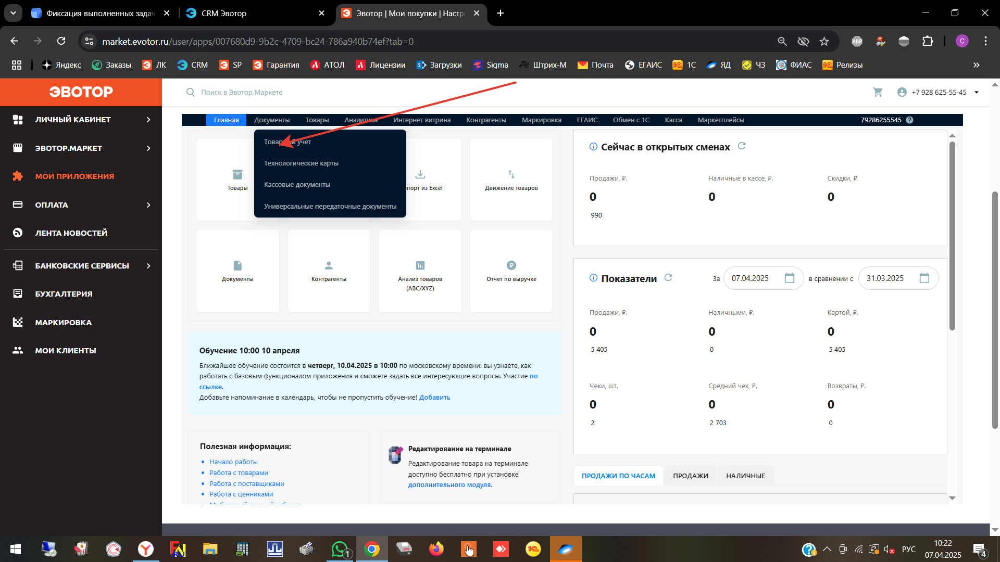 Фиксация выполненных задач
CRM Эвотор
Эвотор | Мои покупки | Настро
market.evotor.ru/user/apps/007680d9-9b2c-4709-bc24-786a940b74ef?tab=0
ABP
C
Яндекс
Заказы
ЛК
CRM
SP
Гарантия
АТОЛ
Лицензии
Загрузки
Sigma
Штрих-М
Почта
ЕГАИС
1С
ЯД
ЧЗ
ФИАС
Релизы
ЭВОТОР
Поиск в Эвотор.Маркете
+7 928 625-55-45
ЛИЧНЫЙ КАБИНЕТ
ЭВОТОР.МАРКЕТ
МОИ ПРИЛОЖЕНИЯ
ОПЛАТА
ЛЕНТА НОВОСТЕЙ
БАНКОВСКИЕ СЕРВИСЫ
БУХГАЛТЕРИЯ
МАРКИРОВКА
МОИ КЛИЕНТЫ
Главная
Документы
Товары
Аналитика
Интернет витрина
Контрагенты
Маркировка
ЕГАИС
Обмен с 1С
Касса
Маркетплейсы
79286255545
Товарный учет
Технологические карты
Кассовые документы
Универсальные передаточные документы
Товары
порт из Excel
Движение товаров
Документы
Контрагенты
Анализ товаров
(ABC/XYZ)
Отчет по выручке
Обучение 10:00 10 апреля
Ближайшее обучение состоится в четверг, 10.04.2025 в 10:00 по московскому времени: вы узнаете, как
работать с базовым функционалом приложения и сможете задать все интересующие вопросы. Участие по
ссылке.
Добавьте напоминание в календарь, чтобы не пропустить обучение! Добавить
Полезная информация:
Начало работы
Работа с товарами
Работа с поставщиками
Работа с ценниками
Мобильный личный кабинет
Редактирование на терминале
Редактирование товара на терминале
доступно бесплатно при установке
дополнительного модуля.
Сейчас в открытых сменах
Продажи, ₽.
Наличные в кассе, ₽.
Скидки, ₽.
0
0
0
990
Показатели
За
07.04.2025
в сравнении с
31.03.2025
Продажи, ₽.
Наличными, ₽.
Картой, ₽.
0
0
0
5 405
0
5 405
Чеки, шт.
Средний чек, ₽.
Возвраты, ₽.
0
0
0
2
2 703
0
ПРОДАЖИ ПО ЧАСАМ
ПРОДАЖИ
НАЛИЧНЫЕ
1
РУС
10:22
07.04.2025
4